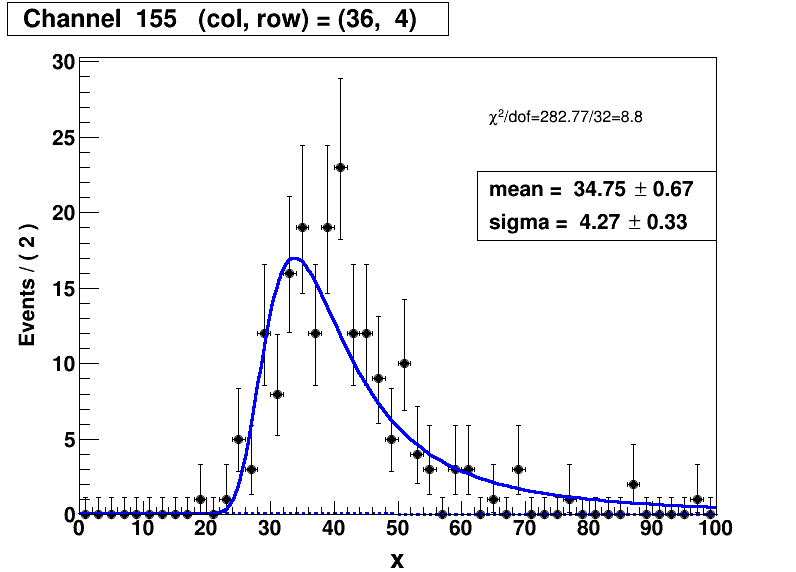 Channel 155 (col, row) = (36, 4)
χ²/dof=282.77/32=8.8
mean = 34.75 ± 0.67
sigma = 4.27 ± 0.33
Events / ( 2 )
30
25
20
15
10
5
0
0 10 20 30 40 50 60 70 80 90 100
x